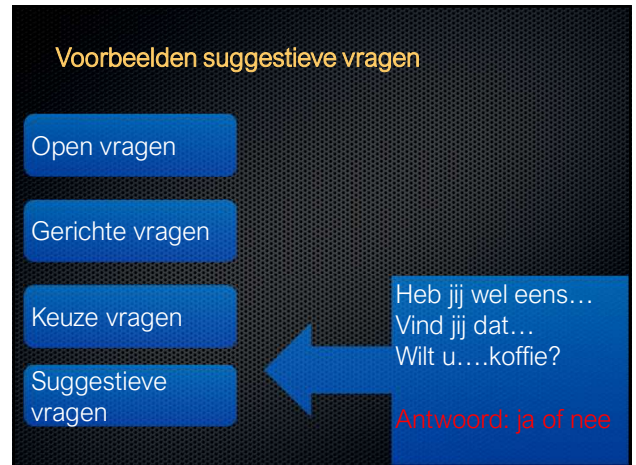 Voorbeelden suggestieve vragen
Open vragen
Gerichte vragen
Keuze vragen
Suggestieve
vragen
Heb jij wel eens…
Vind jij dat…
Wilt u….koffie?
Antwoord: ja of nee